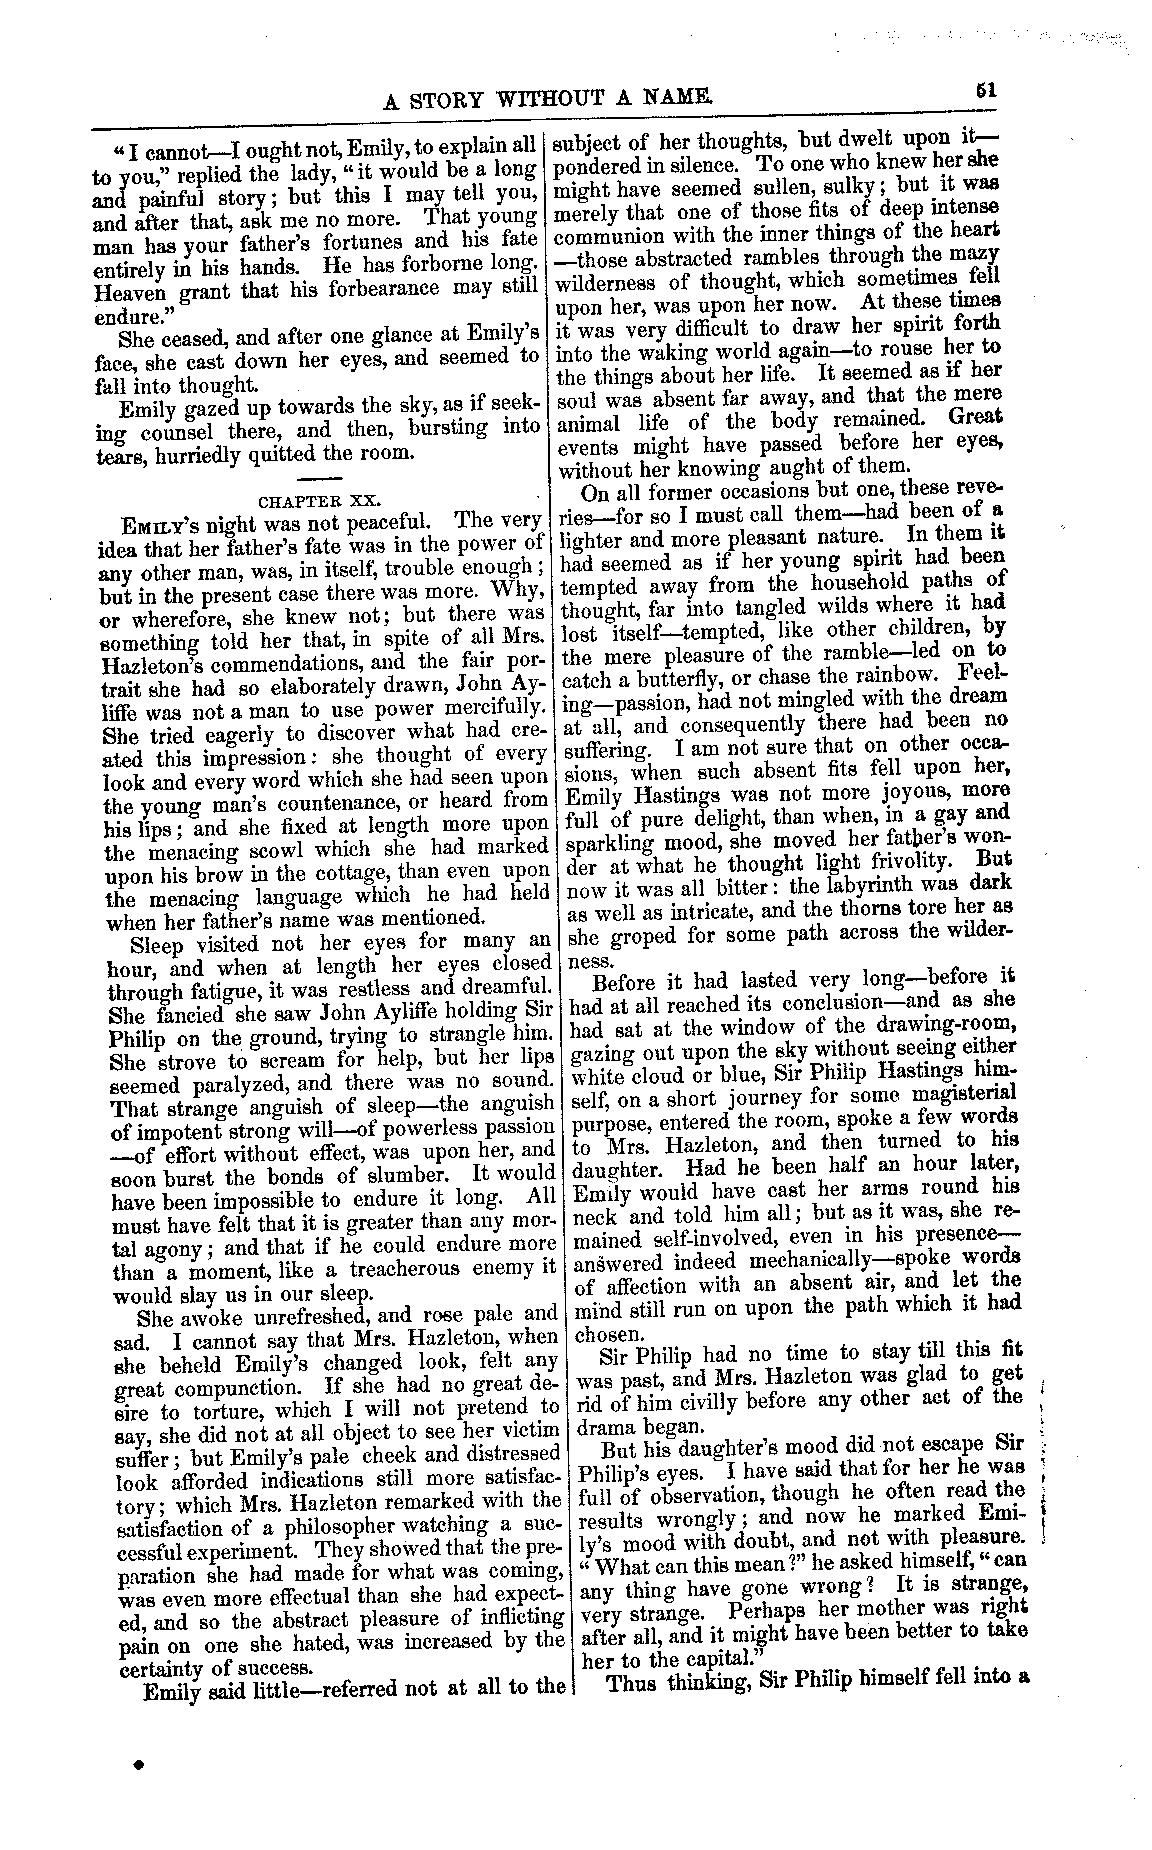 A STORY WITHOUT A NAME.
51
“I cannot—I ought not, Emily, to explain all
to you,” replied the lady, “it would be a long
and painful story; but this I may tell you,
and after that, ask me no more. That young
man has your father's fortunes and his fate
entirely in his hands. He has forborne long.
Heaven grant that his forbearance may still
endure.”
She ceased, and after one glance at Emily's
face, she cast down her eyes, and seemed to
fall into thought.
Emily gazed up towards the sky, as if seek-
ing counsel there, and then, bursting into
tears, hurriedly quitted the room.
CHAPTER XX.
EMILY's night was not peaceful. The very
idea that her father's fate was in the power of
any other man, was, in itself, trouble enough;
but in the present case there was more. Why,
or wherefore, she knew not; but there was
something told her that, in spite of all Mrs.
Hazleton's commendations, and the fair por-
trait she had so elaborately drawn, John Ay-
liffe was not a man to use power mercifully.
She tried eagerly to discover what had cre-
ated this impression: she thought of every
look and every word which she had seen upon
the young man's countenance, or heard from
his lips; and she fixed at length more upon
the menacing scowl which she had marked
upon his brow in the cottage, than even upon
the menacing language which he had held
when her father's name was mentioned.
Sleep visited not her eyes for many an
hour, and when at length her eyes closed
through fatigue, it was restless and dreamful.
She fancied she saw John Ayliffe holding Sir
Philip on the ground, trying to strangle him.
She strove to scream for help, but her lips
seemed paralyzed, and there was no sound.
That strange anguish of sleep—the anguish
of impotent strong will—of powerless passion
—of effort without effect, was upon her, and
soon burst the bonds of slumber. It would
have been impossible to endure it long. All
must have felt that it is greater than any mor-
tal agony; and that if he could endure more
than a moment, like a treacherous enemy it
would slay us in our sleep.
She awoke unrefreshed, and rose pale and
sad. I cannot say that Mrs. Hazleton, when
she beheld Emily's changed look, felt any
great compunction. If she had no great de-
sire to torture, which I will not pretend to
say, she did not at all object to see her victim
suffer; but Emily's pale cheek and distressed
look afforded indications still more satisfac-
tory; which Mrs. Hazleton remarked with the
satisfaction of a philosopher watching a suc-
cessful experiment. They showed that the pre-
paration she had made for what was coming,
was even more effectual than she had expect-
ed, and so the abstract pleasure of inflicting
pain on one she hated, was increased by the
certainty of success.
Emily said little—referred not at all to the
subject of her thoughts, but dwelt upon it—
pondered in silence. To one who knew her she
might have seemed sullen, sulky; but it was
merely that one of those fits of deep intense
communion with the inner things of the heart
—those abstracted rambles through the mazy
wilderness of thought, which sometimes fell
upon her, was upon her now. At these times
it was very difficult to draw her spirit forth
into the waking world again—to rouse her to
the things about her life. It seemed as if her
soul was absent far away, and that the mere
animal life of the body remained. Great
events might have passed before her eyes,
without her knowing aught of them.
On all former occasions but one, these reve-
ries—for so I must call them—had been of a
lighter and more pleasant nature. In them it
had seemed as if her young spirit had been
tempted away from the household paths of
thought, far into tangled wilds where it had
lost itself—tempted, like other children, by
the mere pleasure of the ramble—led on to
catch a butterfly, or chase the rainbow. Feel-
ing—passion, had not mingled with the dream
at all, and consequently there had been no
suffering. I am not sure that on other occa-
sions, when such absent fits fell upon her,
Emily Hastings was not more joyous, more
full of pure delight, than when, in a gay and
sparkling mood, she moved her father's won-
der at what he thought light frivolity. But
now it was all bitter: the labyrinth was dark
as well as intricate, and the thorns tore her as
she groped for some path across the wilder-
ness.
Before it had lasted very long—before it
had at all reached its conclusion—and as she
had sat at the window of the drawing-room,
gazing out upon the sky without seeing either
white cloud or blue, Sir Philip Hastings him-
self, on a short journey for some magisterial
purpose, entered the room, spoke a few words
to Mrs. Hazleton, and then turned to his
daughter. Had he been half an hour later,
Emily would have cast her arms round his
neck and told him all; but as it was, she re-
mained self-involved, even in his presence—
answered indeed mechanically—spoke words
of affection with an absent air, and let the
mind still run on upon the path which it had
chosen.
Sir Philip had no time to stay till this fit
was past, and Mrs. Hazleton was glad to get
rid of him civilly before any other act of the
drama began.
But his daughter's mood did not escape Sir
Philip's eyes. I have said that for her he was
full of observation, though he often read the
results wrongly; and now he marked Emi-
ly's mood with doubt, and not with pleasure.
“What can this mean?” he asked himself, “can
any thing have gone wrong? It is strange,
very strange. Perhaps her mother was right
after all, and it might have been better to take
her to the capital.”
Thus thinking, Sir Philip himself fell into a